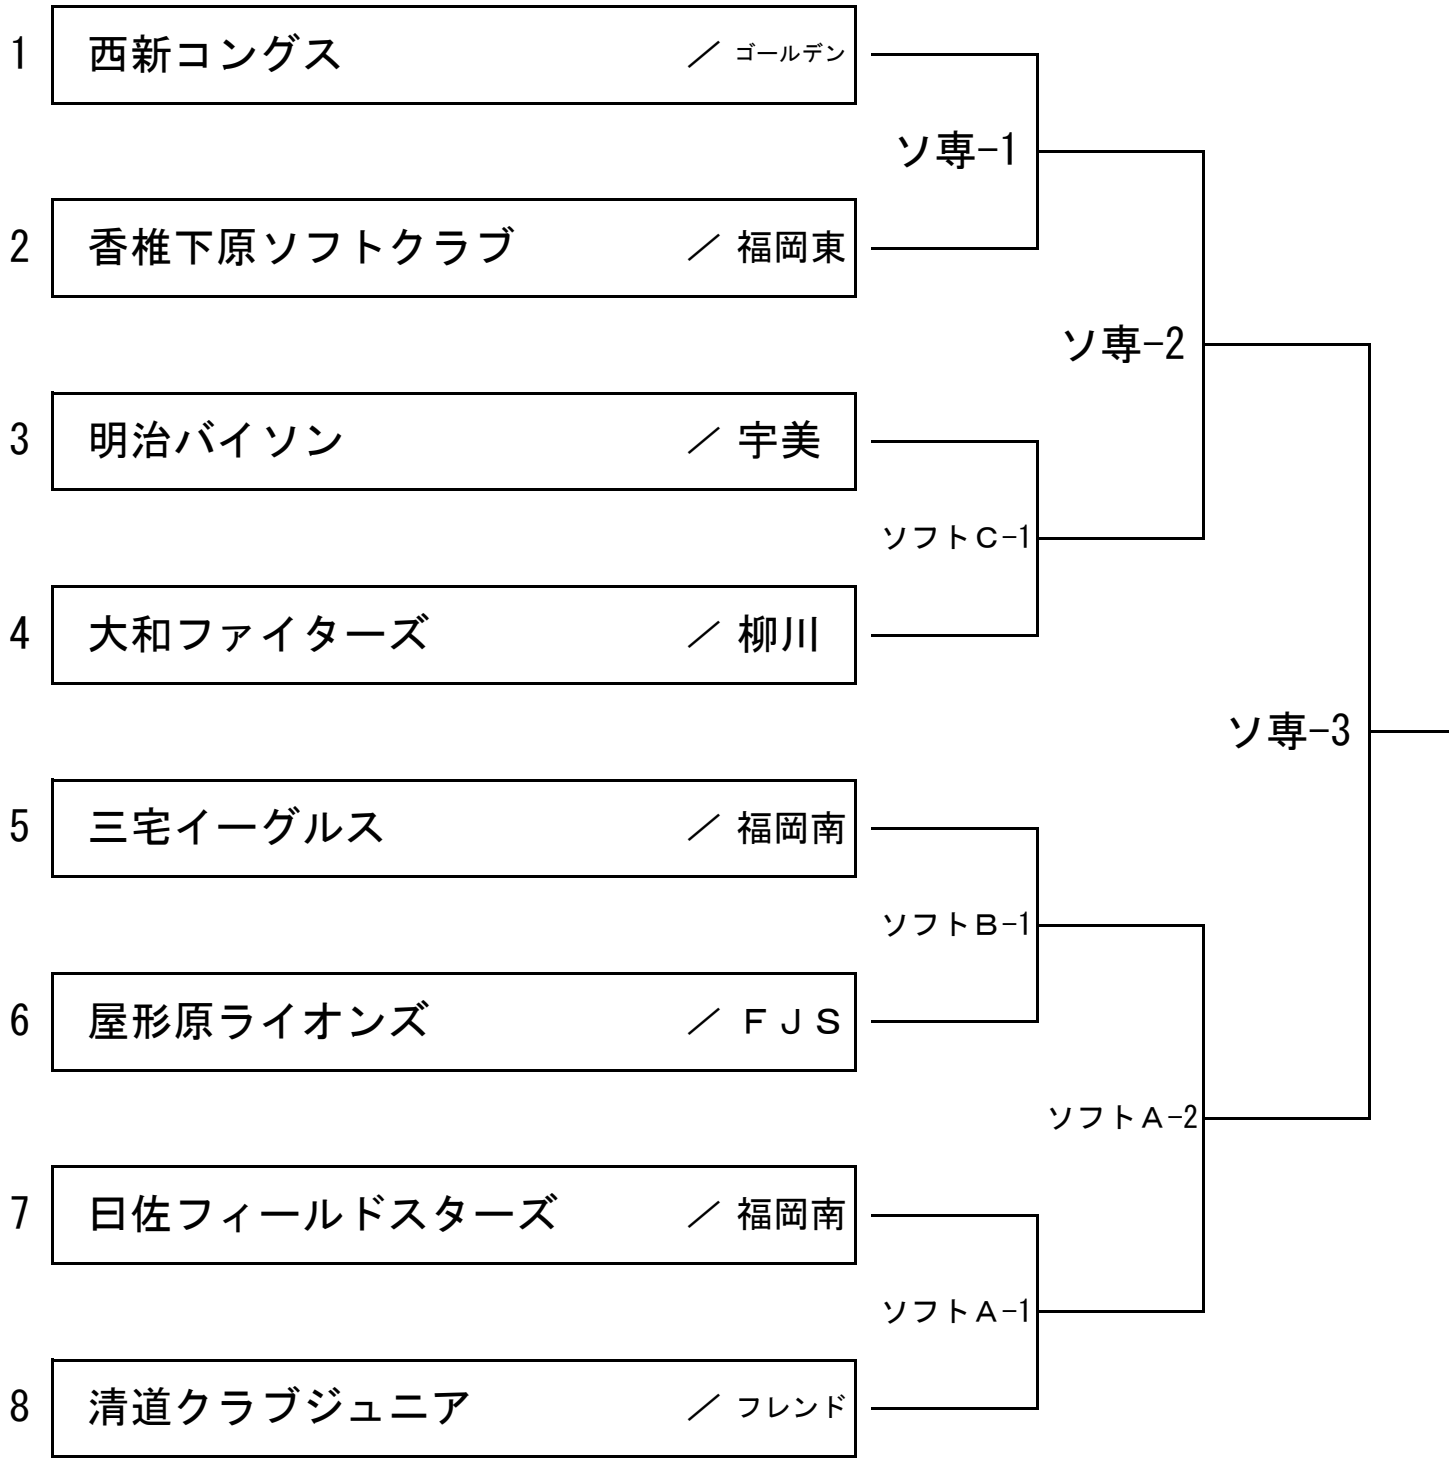 1 西新コングス ／ ゴールデン
ソ専-1
2 香椎下原ソフトクラブ ／ 福岡東
ソ専-2
3 明治バイソン ／ 宇美
ソフトC-1
4 大和ファイターズ ／ 柳川
ソ専-3
5 三宅イーグルス ／ 福岡南
ソフトB-1
6 屋形原ライオンズ ／ ＦＪＳ
ソフトA-2
7 曰佐フィールドスターズ ／ 福岡南
ソフトA-1
8 清道クラブジュニア ／ フレンド